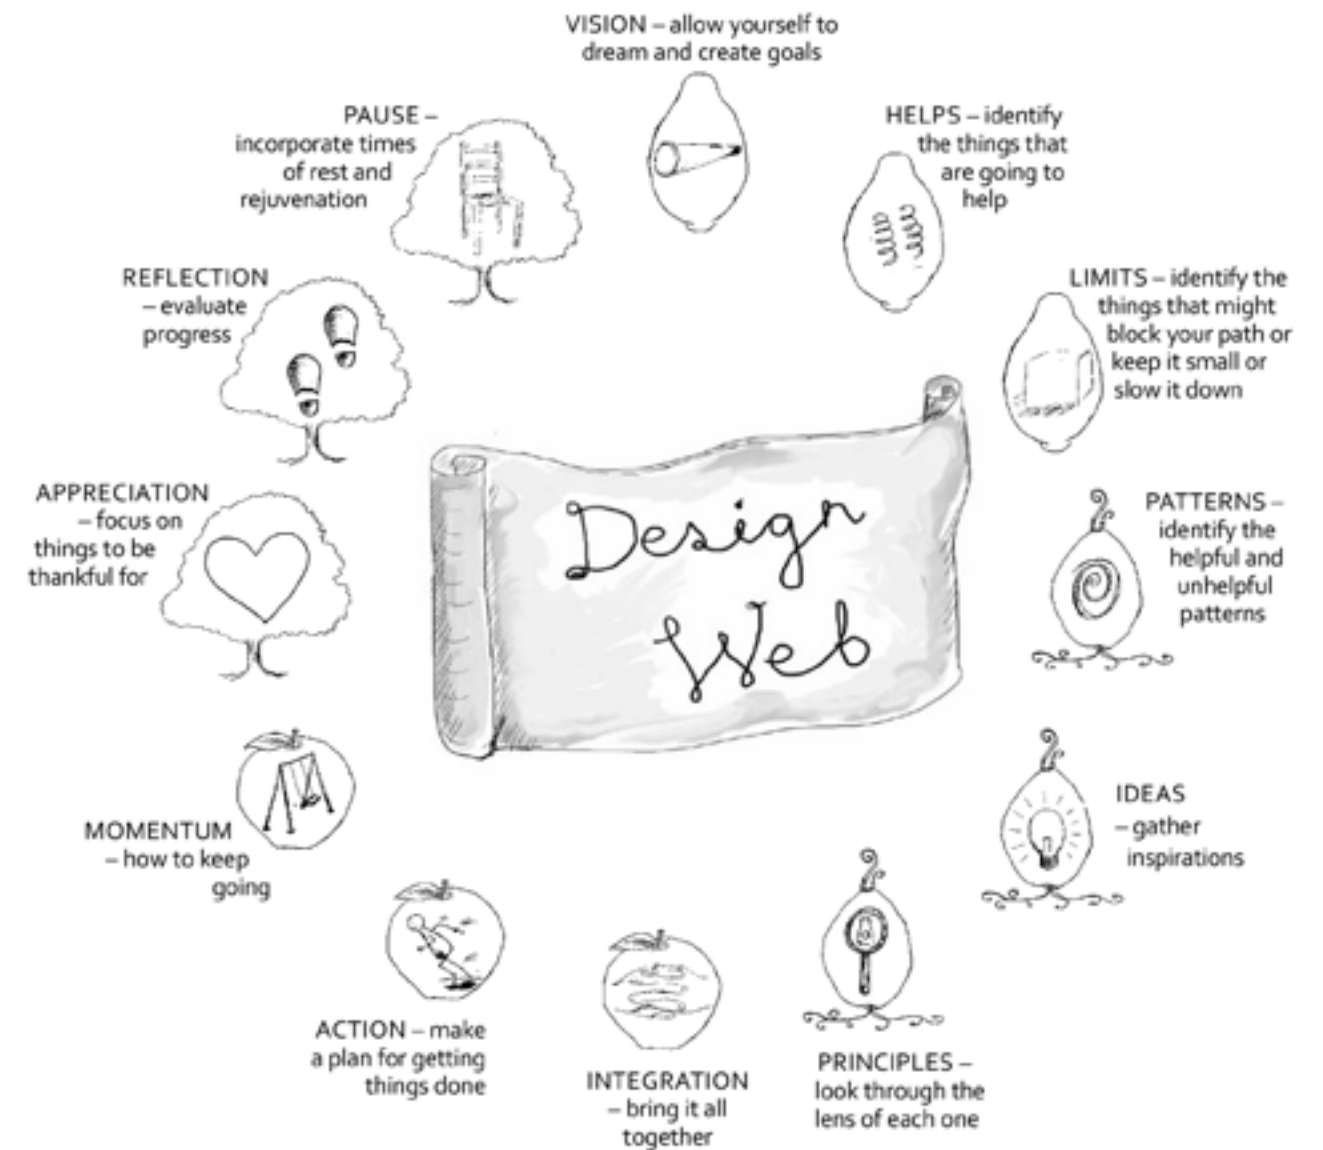 VISION – allow yourself to
dream and create goals
HELPS – identify
the things that
are going to
help
LIMITS – identify the
things that might
block your path or
keep it small or
slow it down
PATTERNS –
identify the
helpful and
unhelpful
patterns
IDEAS
– gather
inspirations
PRINCIPLES –
look through the
lens of each one
INTEGRATION
– bring it all
together
ACTION – make
a plan for getting
things done
MOMENTUM
– how to keep
going
APPRECIATION
– focus on
things to be
thankful for
REFLECTION
– evaluate
progress
PAUSE –
incorporate times
of rest and
rejuvenation
Design
Web